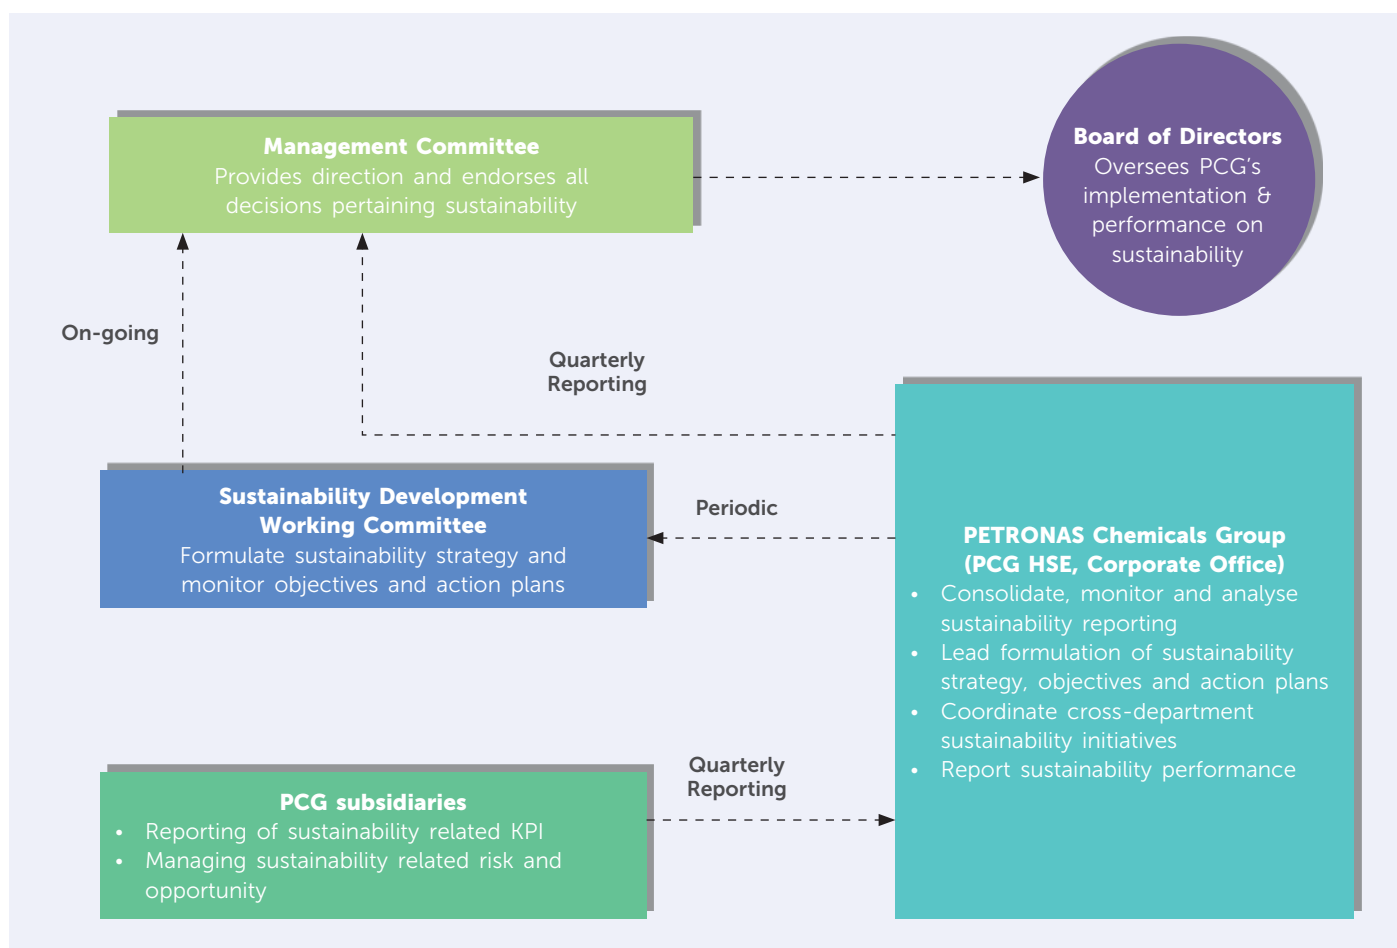 Management Committee
Provides direction and endorses all
decisions pertaining sustainability
Board of Directors
Oversees PCG's
implementation &
performance on
sustainability
On-going
Quarterly
Reporting
Sustainability Development
Working Committee
Formulate sustainability strategy and
monitor objectives and action plans
Periodic
PETRONAS Chemicals Group
(PCG HSE, Corporate Office)
• Consolidate, monitor and analyse
sustainability reporting
• Lead formulation of sustainability
strategy, objectives and action plans
• Coordinate cross-department
sustainability initiatives
• Report sustainability performance
PCG subsidiaries
• Reporting of sustainability related KPI
• Managing sustainability related risk and
opportunity
Quarterly
Reporting